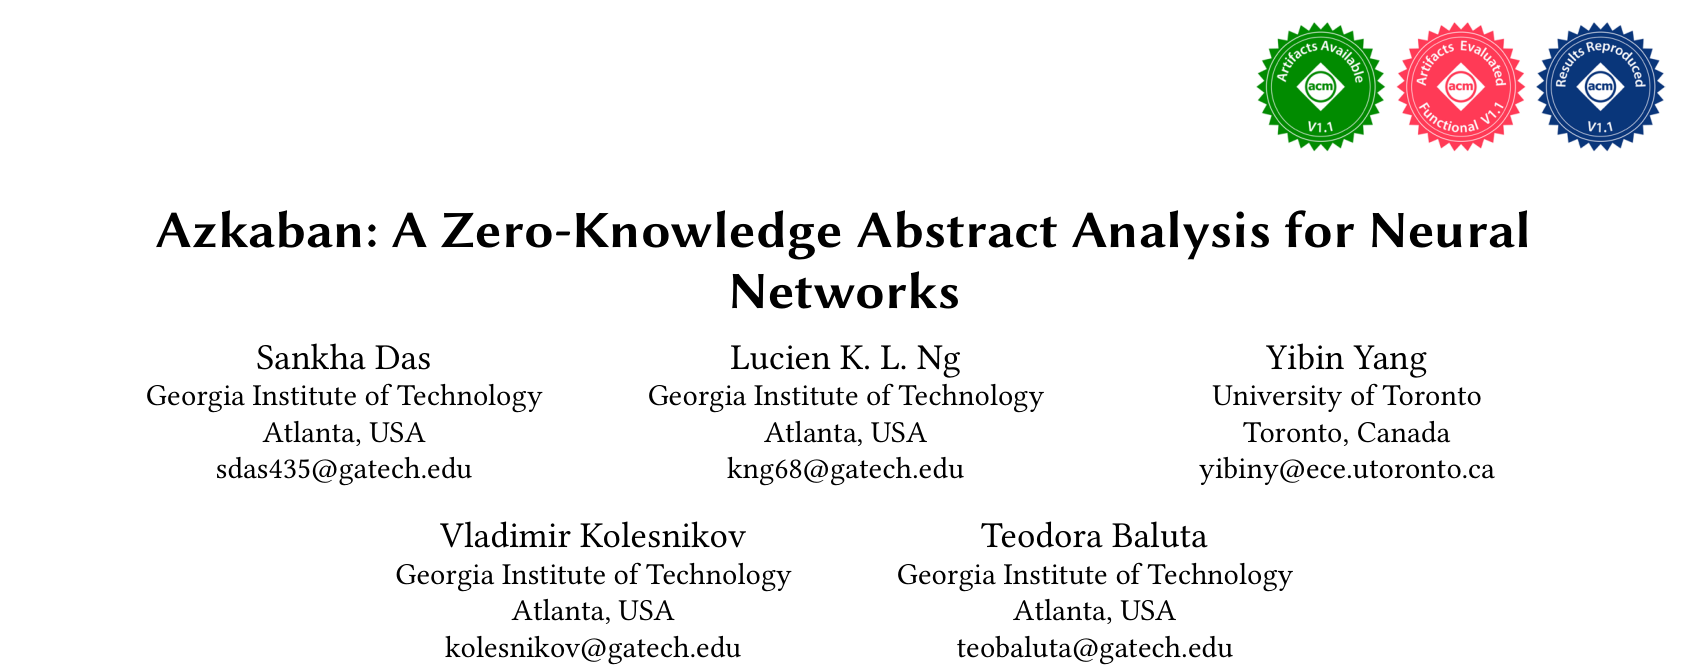 Artifacts Available
acm
V1.1
Artifacts Evaluated
acm
Functional V1.1
Results Reproduced
acm
V1.1
Azkaban: A Zero-Knowledge Abstract Analysis for Neural
Networks
Sankha Das
Georgia Institute of Technology
Atlanta, USA
sdas435@gatech.edu
Lucien K. L. Ng
Georgia Institute of Technology
Atlanta, USA
kng68@gatech.edu
Yibin Yang
University of Toronto
Toronto, Canada
yibiny@ece.utoronto.ca
Vladimir Kolesnikov
Georgia Institute of Technology
Atlanta, USA
kolesnikov@gatech.edu
Teodora Baluta
Georgia Institute of Technology
Atlanta, USA
teobaluta@gatech.edu